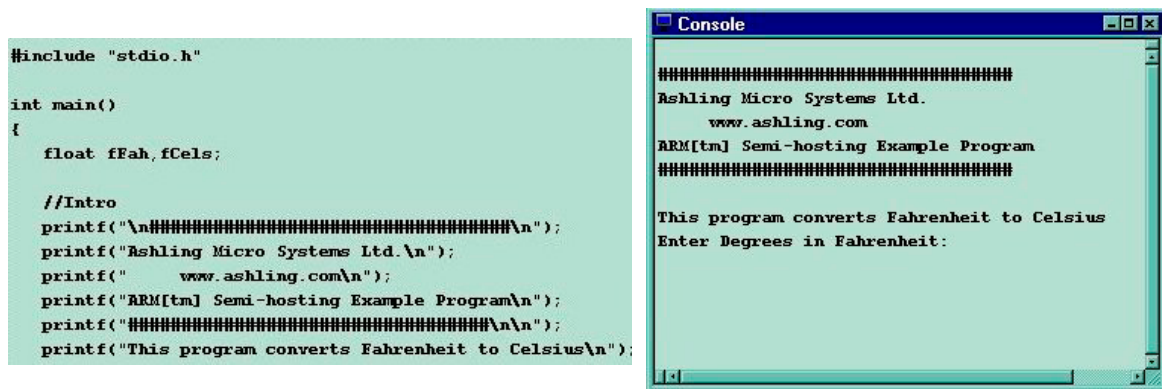 #include "stdio.h"
int main()
{
float fFah,fCels;
//Intro
printf("\n##################################\n");
printf("Ashling Micro Systems Ltd.\n");
printf("     www.ashling.com\n");
printf("ARM[tm] Semi-hosting Example Program\n");
printf("##################################\n\n");
printf("This program converts Fahrenheit to Celsius\n");
Console
##################################
Ashling Micro Systems Ltd.
www.ashling.com
ARM[tm] Semi-hosting Example Program
##################################
This program converts Fahrenheit to Celsius
Enter Degrees in Fahrenheit: